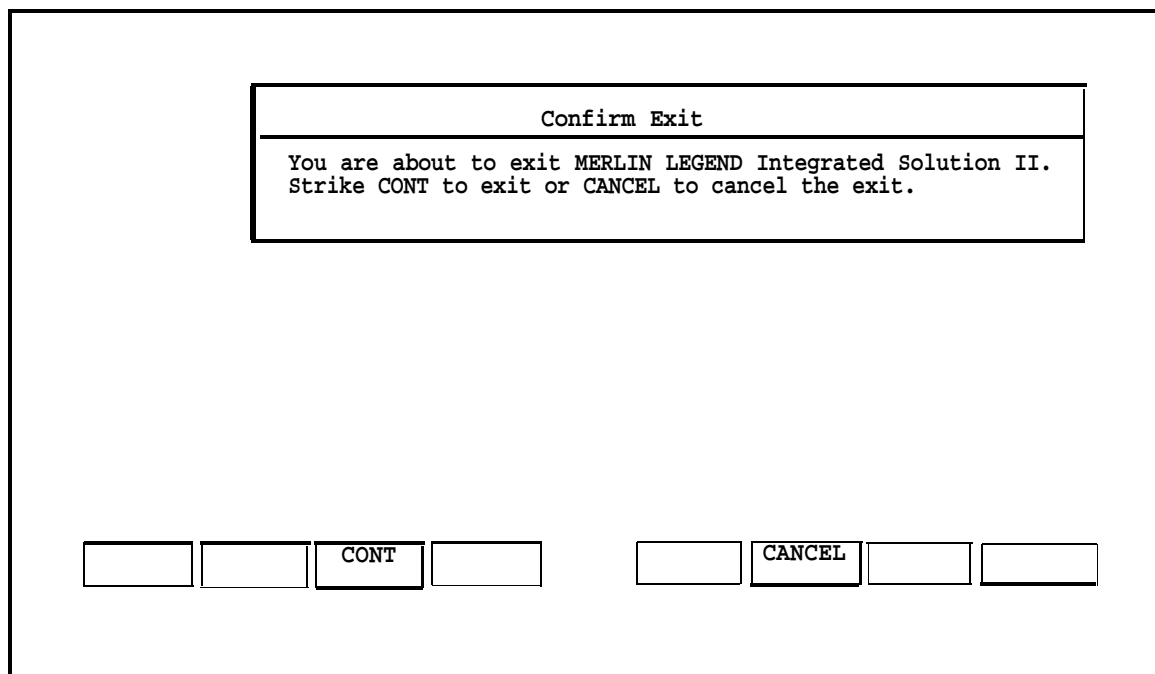 Confirm Exit
You are about to exit MERLIN LEGEND Integrated Solution II.
Strike CONT to exit or CANCEL to cancel the exit.
CONT
CANCEL